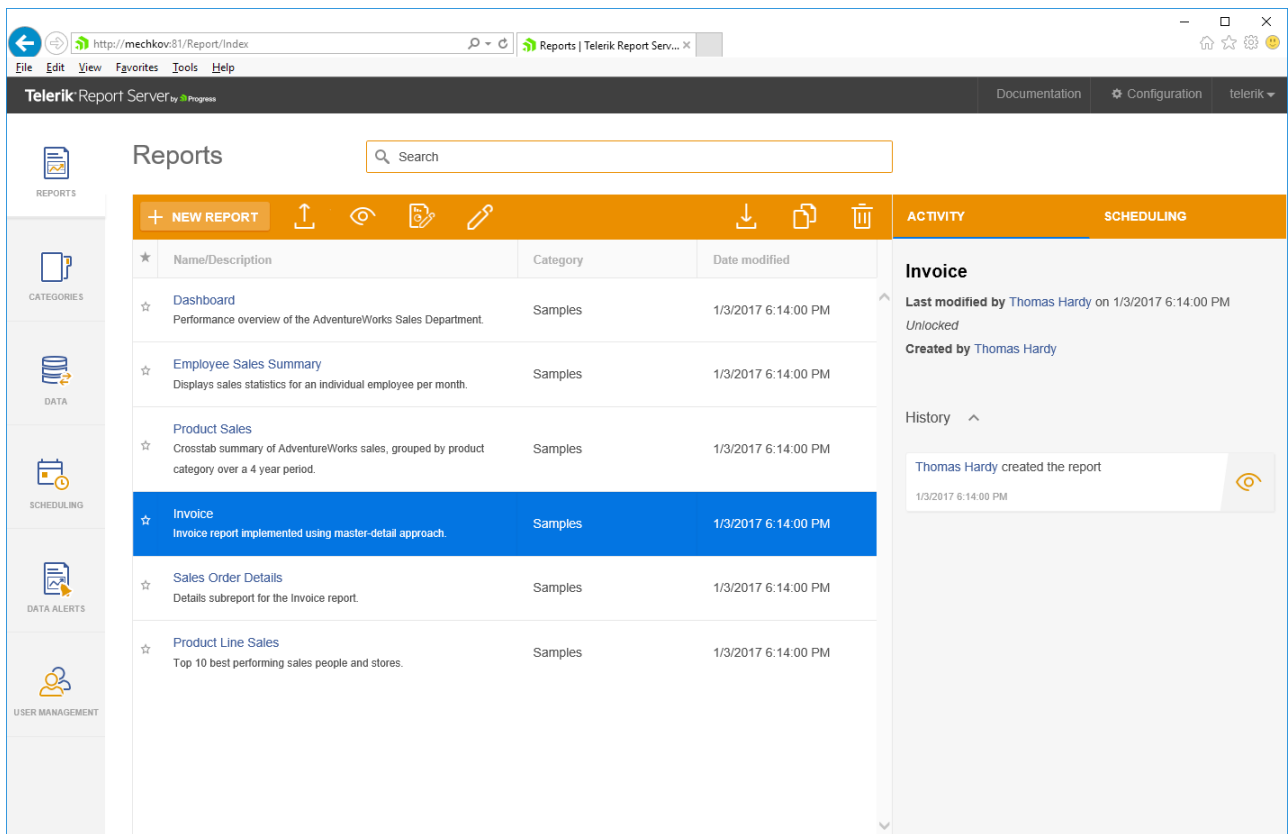 http://mechkov:81/Report/Index
Reports | Telerik Report Serv...
File Edit View Favorites Tools Help
Telerik Report Server by Progress
Documentation
Configuration
telerik
REPORTS
CATEGORIES
DATA
SCHEDULING
DATA ALERTS
USER MANAGEMENT
Reports
Search
NEW REPORT
Name/Description Category Date modified
Dashboard
Performance overview of the AdventureWorks Sales Department.
Samples
1/3/2017 6:14:00 PM
Employee Sales Summary
Displays sales statistics for an individual employee per month.
Samples
1/3/2017 6:14:00 PM
Product Sales
Crosstab summary of AdventureWorks sales, grouped by product
category over a 4 year period.
Samples
1/3/2017 6:14:00 PM
Invoice
Invoice report implemented using master-detail approach.
Samples
1/3/2017 6:14:00 PM
Sales Order Details
Details subreport for the Invoice report.
Samples
1/3/2017 6:14:00 PM
Product Line Sales
Top 10 best performing sales people and stores.
Samples
1/3/2017 6:14:00 PM
ACTIVITY
SCHEDULING
Invoice
Last modified by Thomas Hardy on 1/3/2017 6:14:00 PM
Unlocked
Created by Thomas Hardy
History
Thomas Hardy created the report
1/3/2017 6:14:00 PM